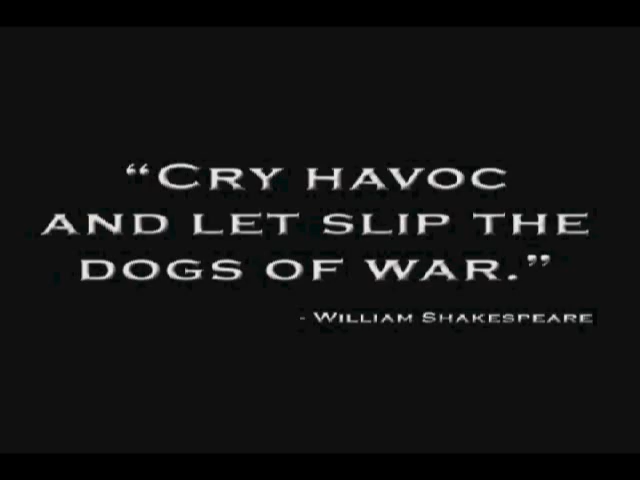 “Cry havoc
and let slip the
dogs of war.”
- William Shakespeare